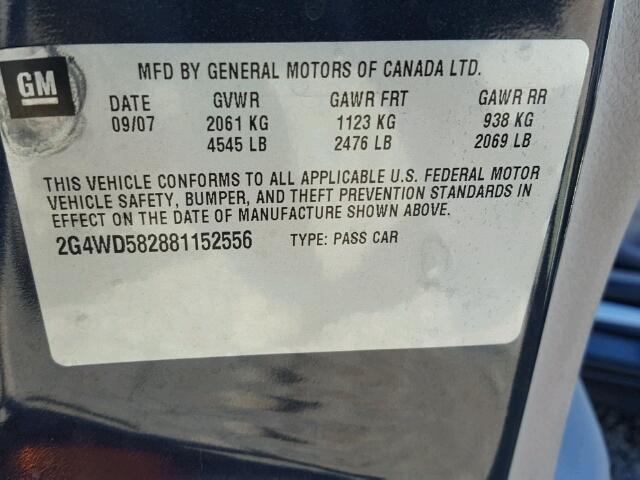 GM
MFD BY GENERAL MOTORS OF CANADA LTD.
DATE GVWR GAWR FRT GAWR RR
09/07 2061 KG 1123 KG 938 KG
4545 LB 2476 LB 2069 LB
THIS VEHICLE CONFORMS TO ALL APPLICABLE U.S. FEDERAL MOTOR
VEHICLE SAFETY, BUMPER, AND THEFT PREVENTION STANDARDS IN
EFFECT ON THE DATE OF MANUFACTURE SHOWN ABOVE.
2G4WD582881152556 TYPE: PASS CAR